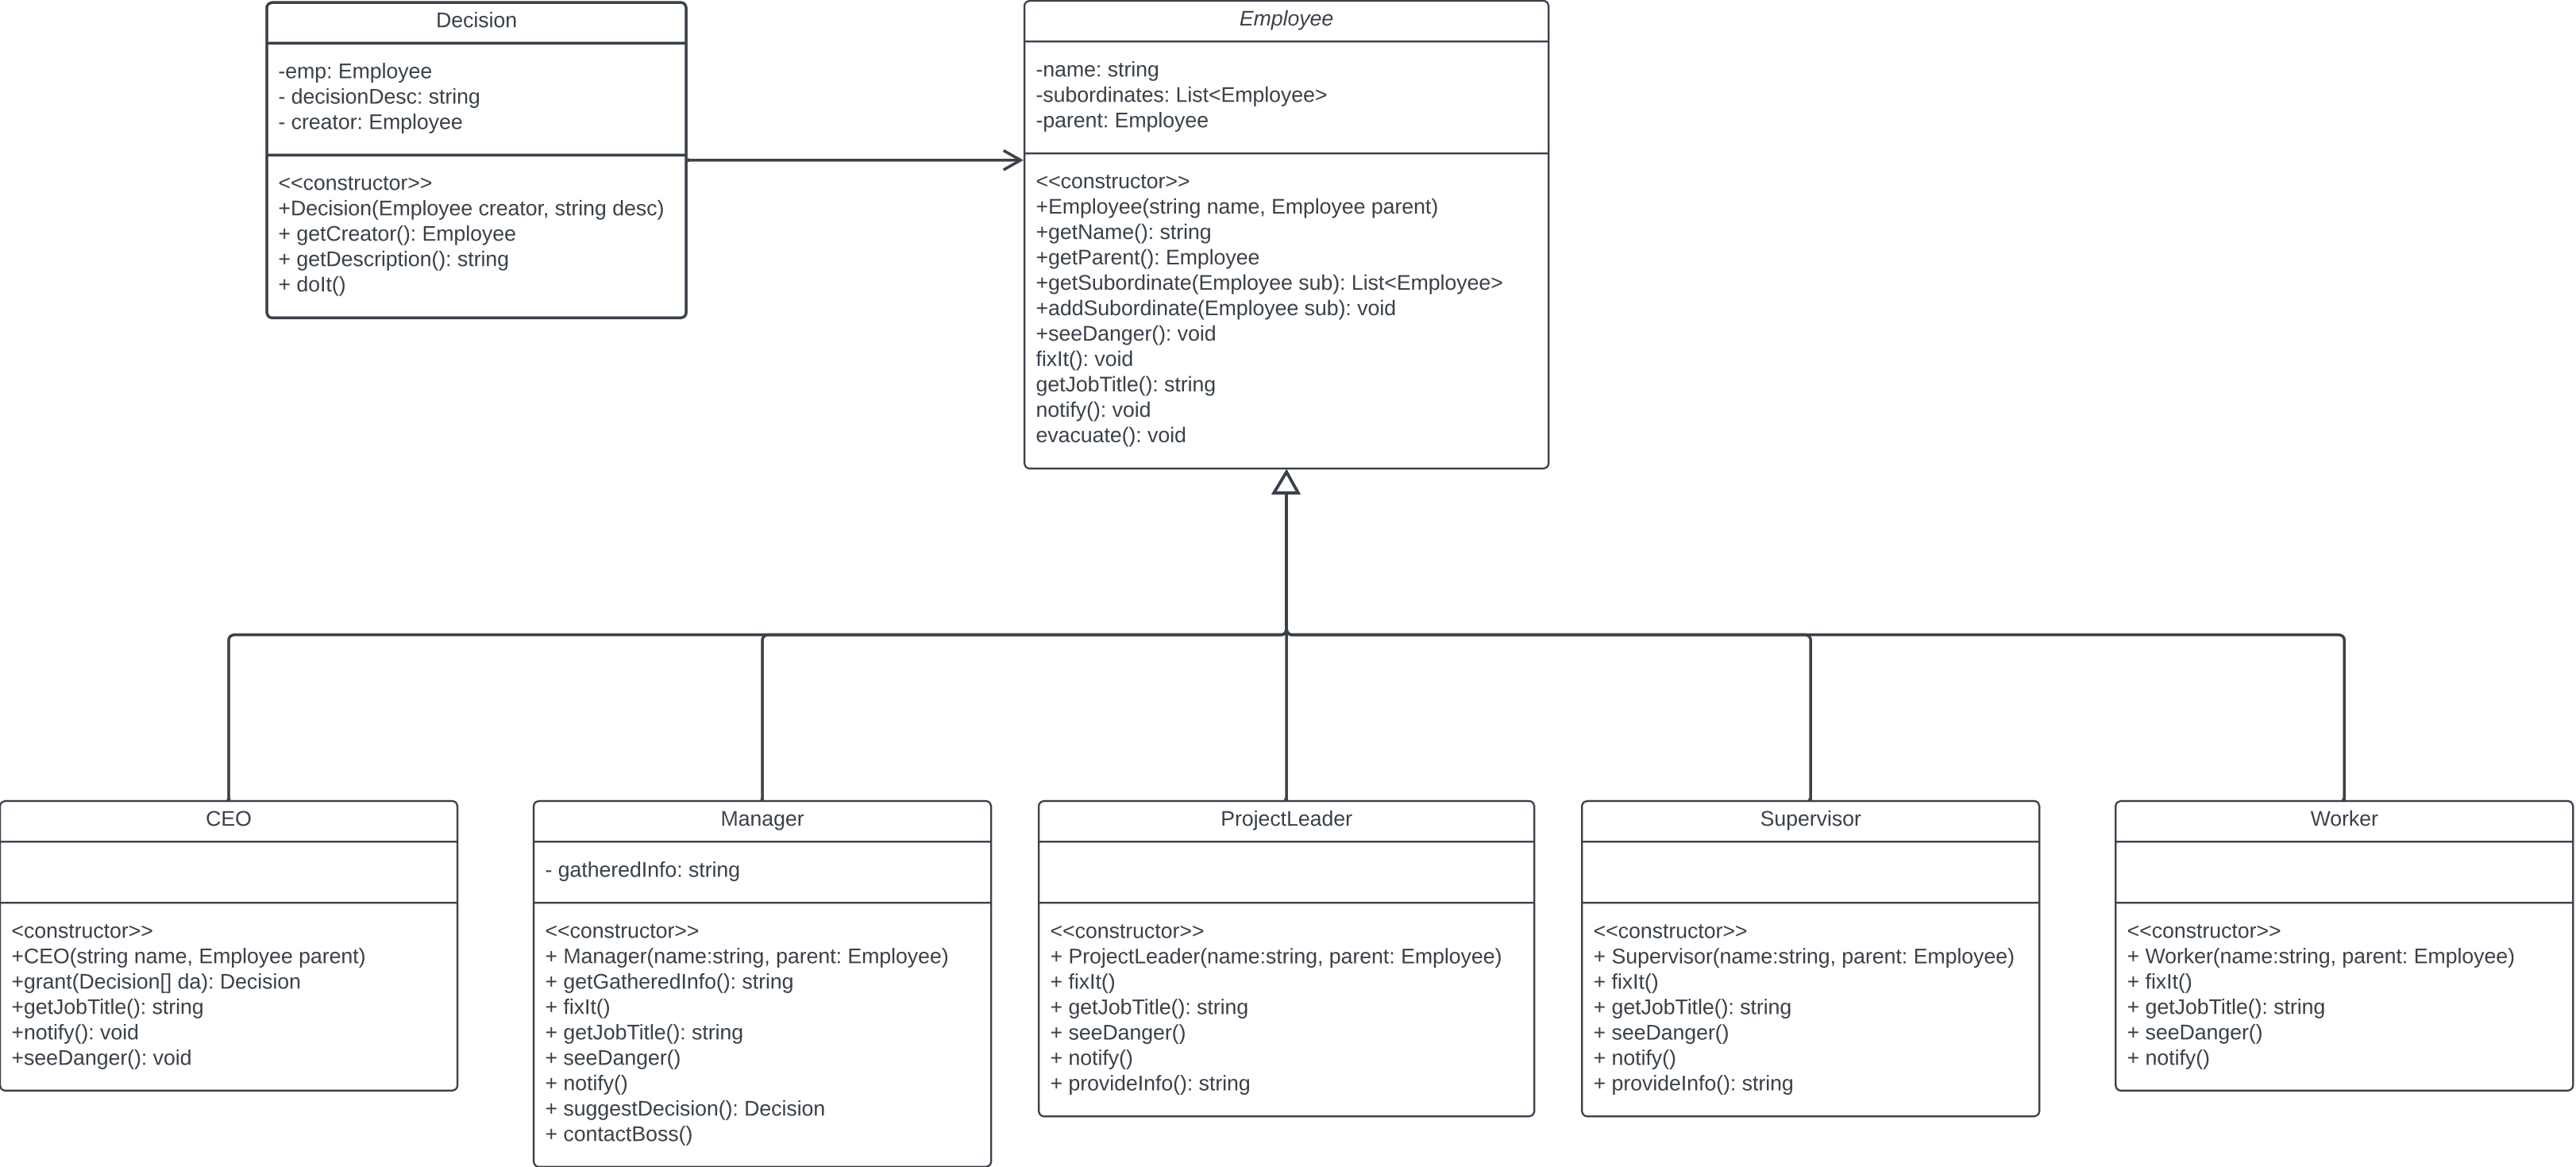 Decision
-emp: Employee
- decisionDesc: string
- creator: Employee
<<constructor>>
+Decision(Employee creator, string desc)
+ getCreator(): Employee
+ getDescription(): string
+ doIt()
Employee
-name: string
-subordinates: List<Employee>
-parent: Employee
<<constructor>>
+Employee(string name, Employee parent)
+getName(): string
+getParent(): Employee
+getSubordinate(Employee sub): List<Employee>
+addSubordinate(Employee sub): void
+seeDanger(): void
fixIt(): void
getJobTitle(): string
notify(): void
evacuate(): void
CEO
<constructor>>
+CEO(string name, Employee parent)
+grant(Decision[] da): Decision
+getJobTitle(): string
+notify(): void
+seeDanger(): void
Manager
- gatheredInfo: string
<<constructor>>
+ Manager(name:string, parent: Employee)
+ getGatheredInfo(): string
+ fixIt()
+ getJobTitle(): string
+ seeDanger()
+ notify()
+ suggestDecision(): Decision
+ contactBoss()
ProjectLeader
<<constructor>>
+ ProjectLeader(name:string, parent: Employee)
+ fixIt()
+ getJobTitle(): string
+ seeDanger()
+ notify()
+ provideInfo(): string
Supervisor
<<constructor>>
+ Supervisor(name:string, parent: Employee)
+ fixIt()
+ getJobTitle(): string
+ seeDanger()
+ notify()
+ provideInfo(): string
Worker
<<constructor>>
+ Worker(name:string, parent: Employee)
+ fixIt()
+ getJobTitle(): string
+ seeDanger()
+ notify()